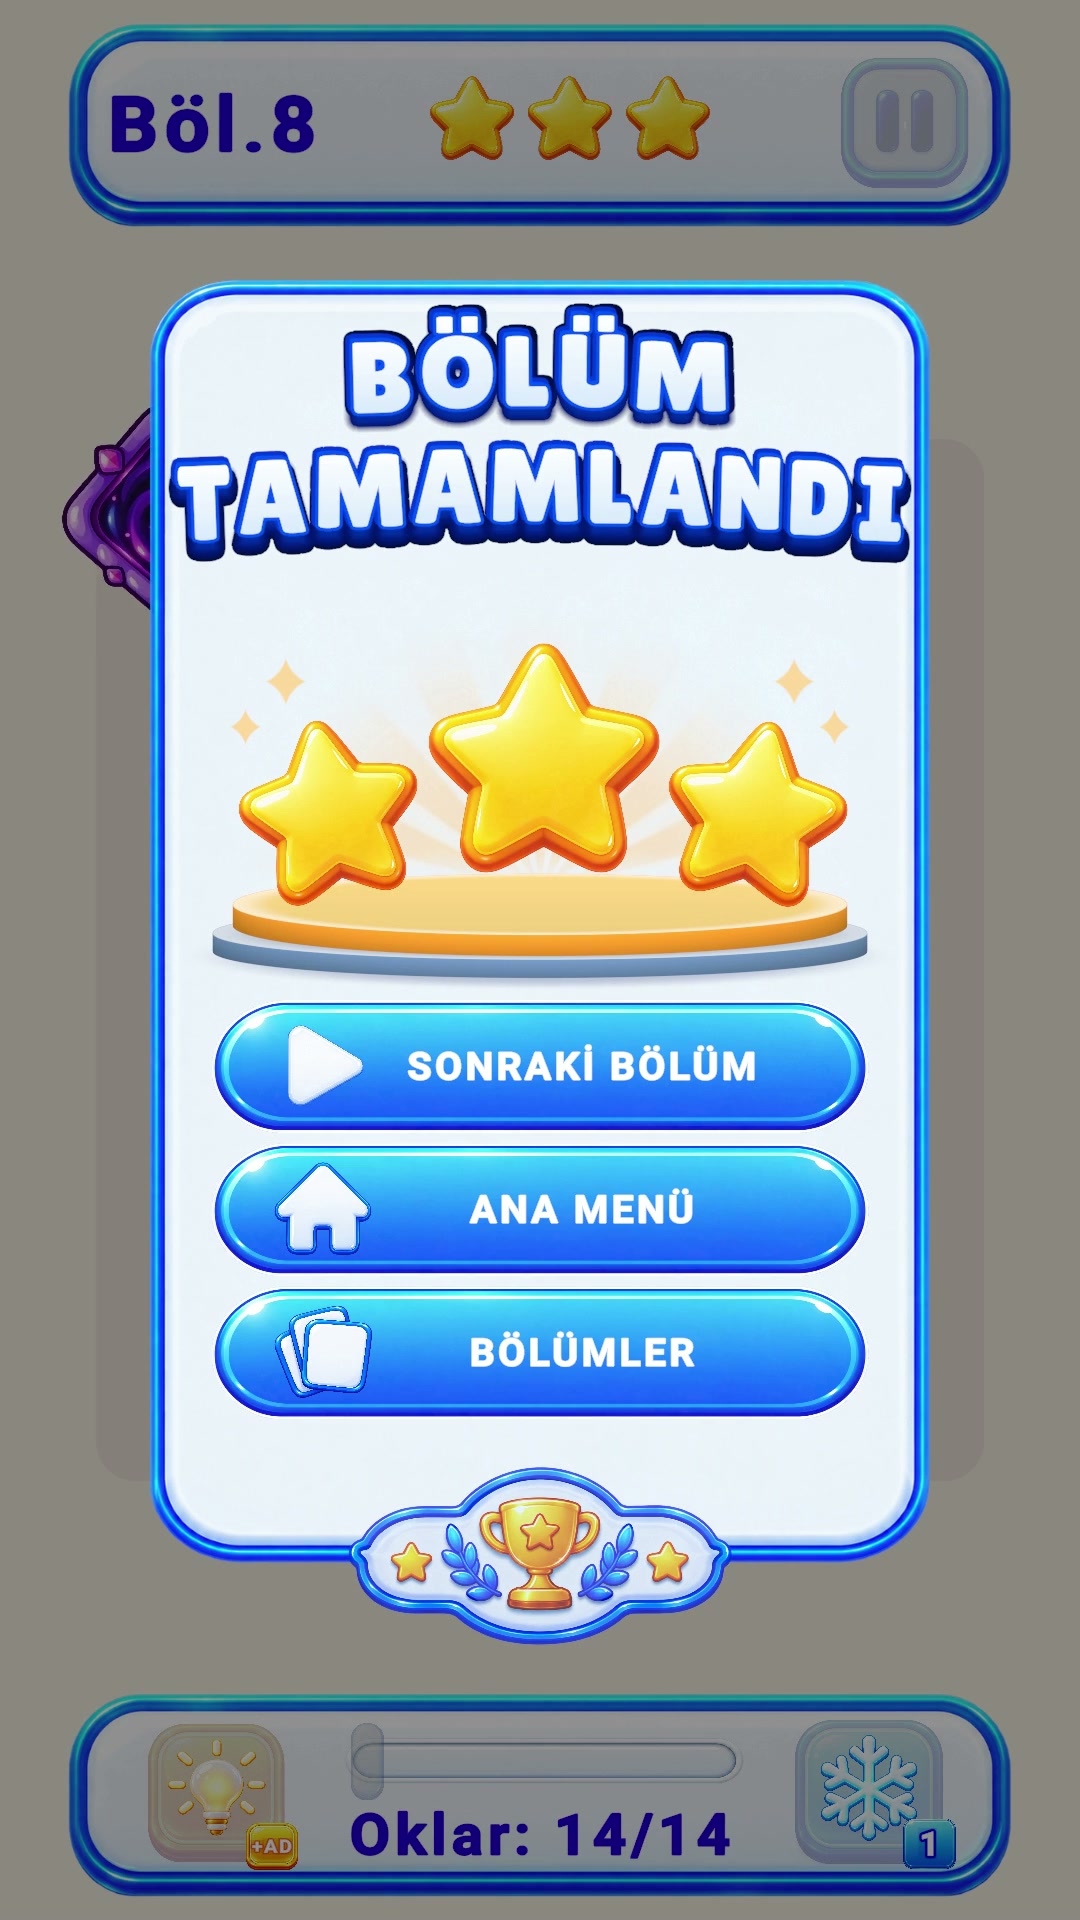 Böl.8
BÖLÜM
TAMAMLANDI
SONRAKİ BÖLÜM
ANA MENÜ
BÖLÜMLER
+AD
Oklar: 14/14
1